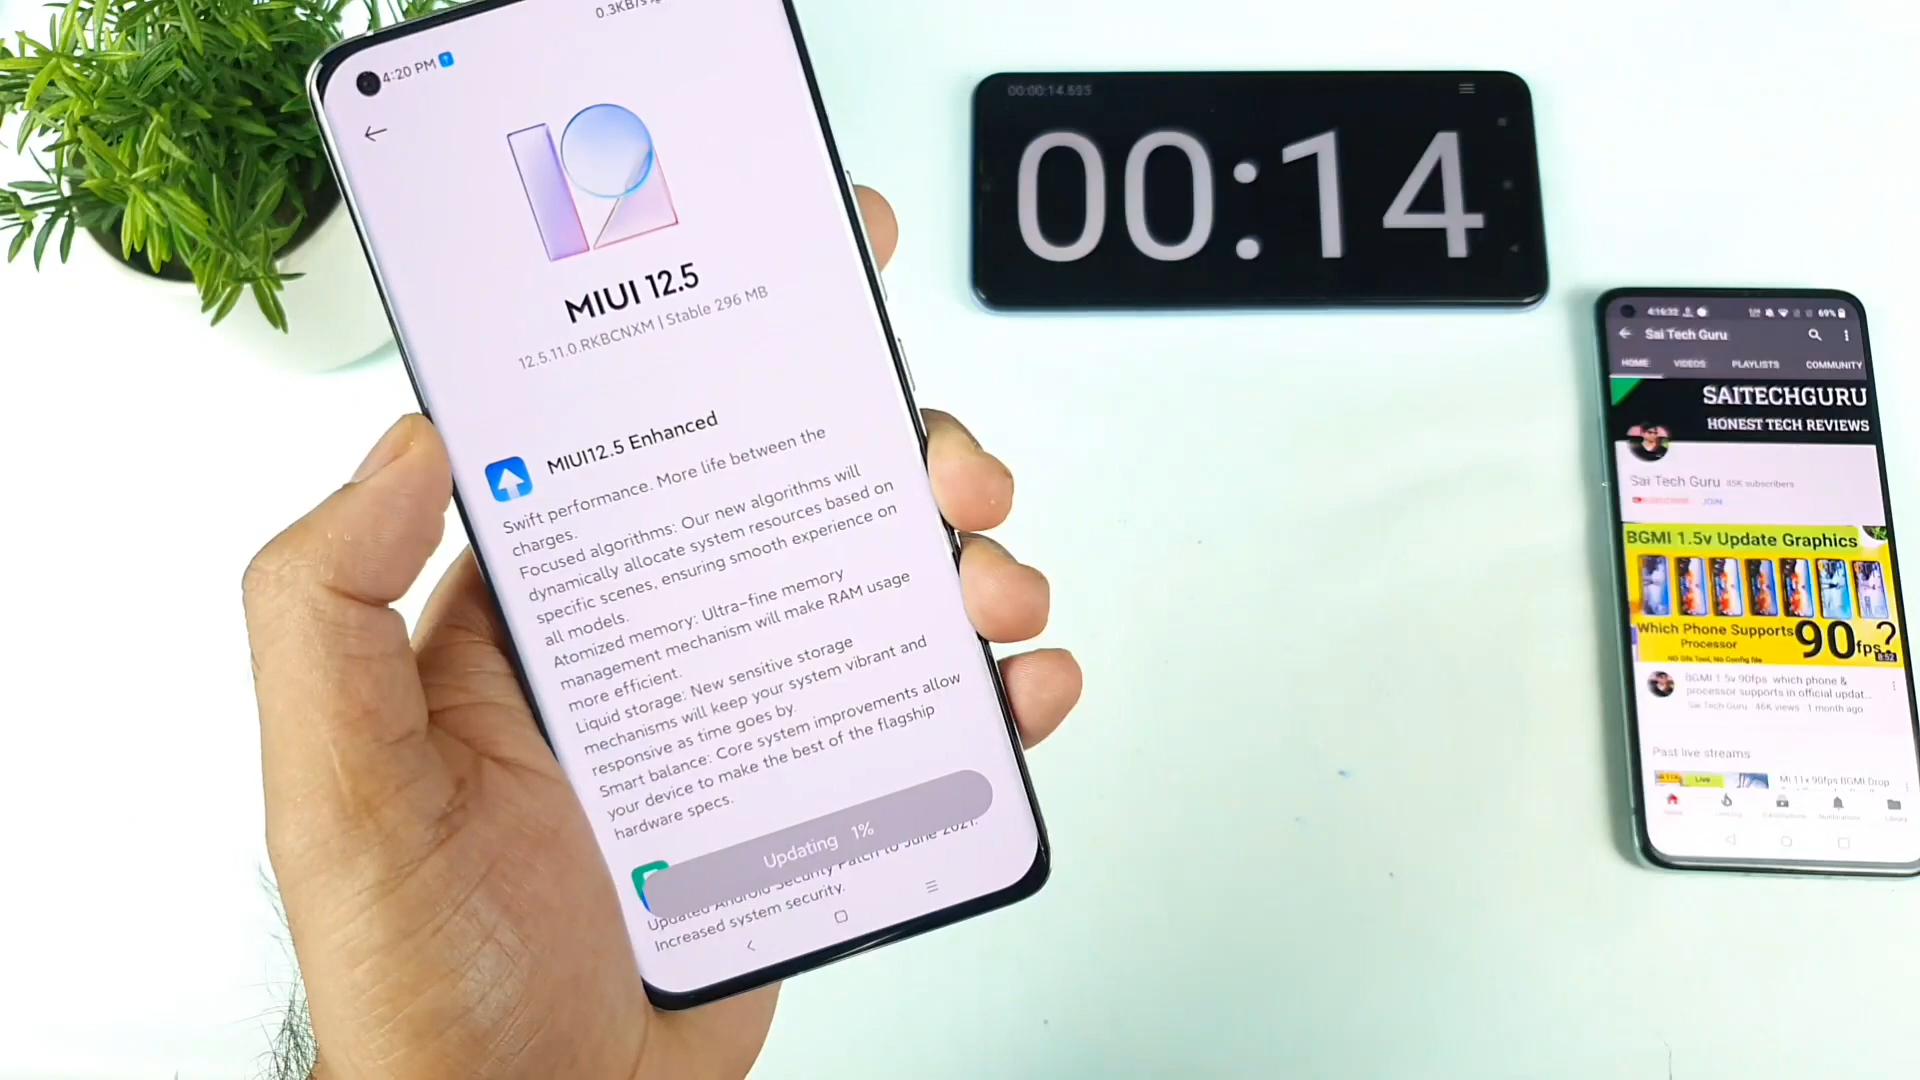 0.3KB/s
4:20 PM
MIUI 12.5
12.5.11.0.RKBCNXM | Stable 296 MB
MIUI12.5 Enhanced
Swift performance. More life between the
charges.
Focused algorithms: Our new algorithms will
dynamically allocate system resources based on
specific scenes, ensuring smooth experience on
all models.
Atomized memory: Ultra-fine memory
management mechanism will make RAM usage
more efficient.
Liquid storage: New sensitive storage
mechanisms will keep your system vibrant and
responsive as time goes by.
Smart balance: Core system improvements allow
your device to make the best of the flagship
hardware specs.
Updating 1%
Updated Android Security Patch to June 2021.
Increased system security.
00:00:14.693
00:14
4:16:32
69%
Sai Tech Guru
HOME VIDEOS PLAYLISTS COMMUNITY
SAITECHGURU
HONEST TECH REVIEWS
Sai Tech Guru 85K subscribers
SUBSCRIBE JOIN
BGMI 1.5v Update Graphics
Which Phone Supports 90fps?
Processor
NO Gfx Tool, No Config file
8:52
BGMI 1.5v 90fps which phone &
processor supports in official updat...
Sai Tech Guru 46K views 1 month ago
Past live streams
Live
Mi 11x 90fps BGMI Drop
Home
Library